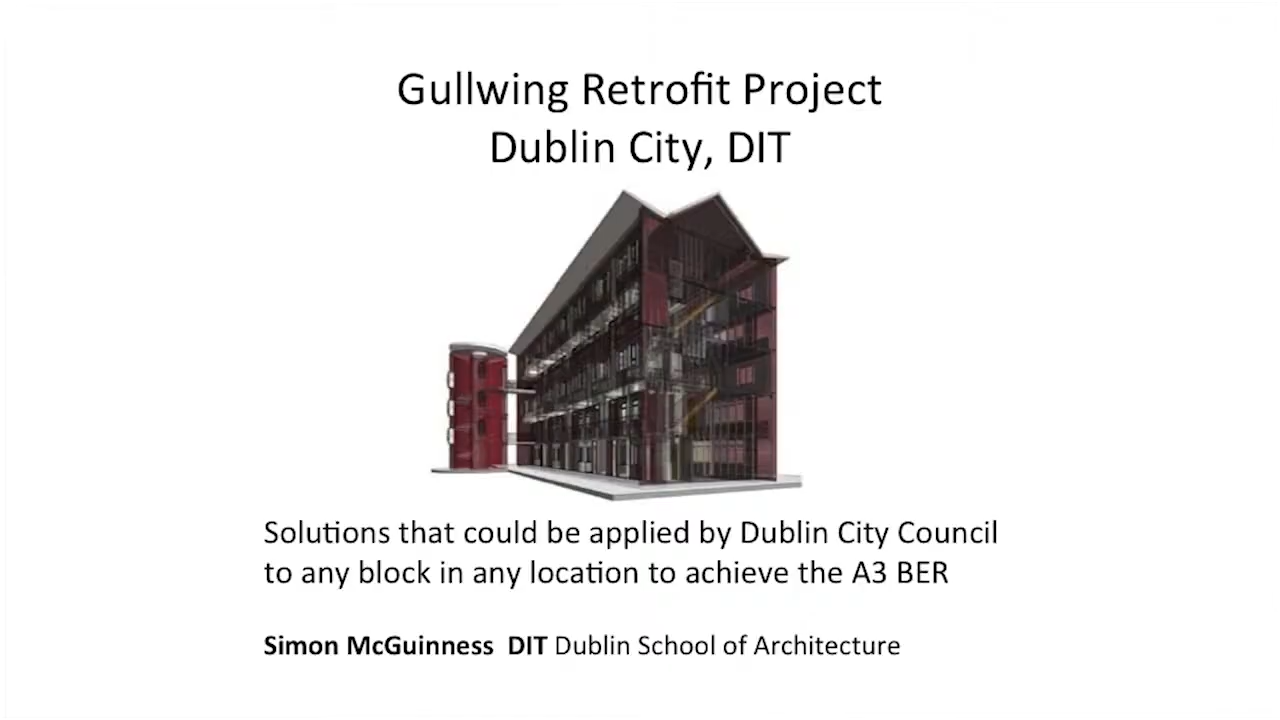 Gullwing Retrofit Project
Dublin City, DIT
Solutions that could be applied by Dublin City Council
to any block in any location to achieve the A3 BER
Simon McGuinness DIT Dublin School of Architecture